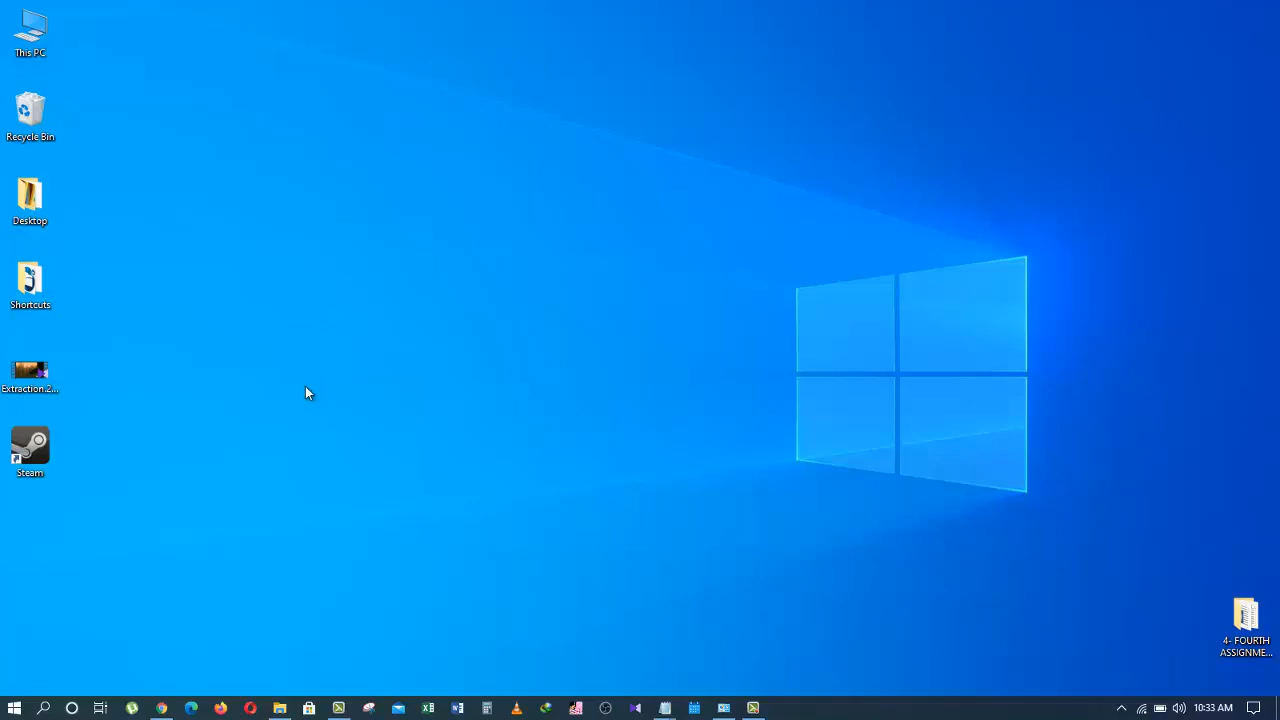 This PC
Recycle Bin
Desktop
Shortcuts
Extraction.2...
Steam
4- FOURTH
ASSIGNME...
10:33 AM